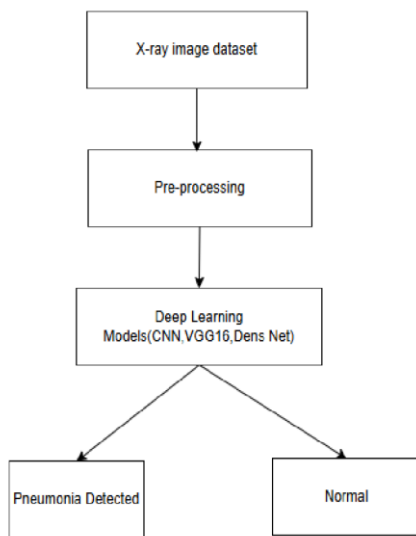 X-ray image dataset
Pre-processing
Deep Learning
Models(CNN,VGG16,Dens Net)
Pneumonia Detected
Normal